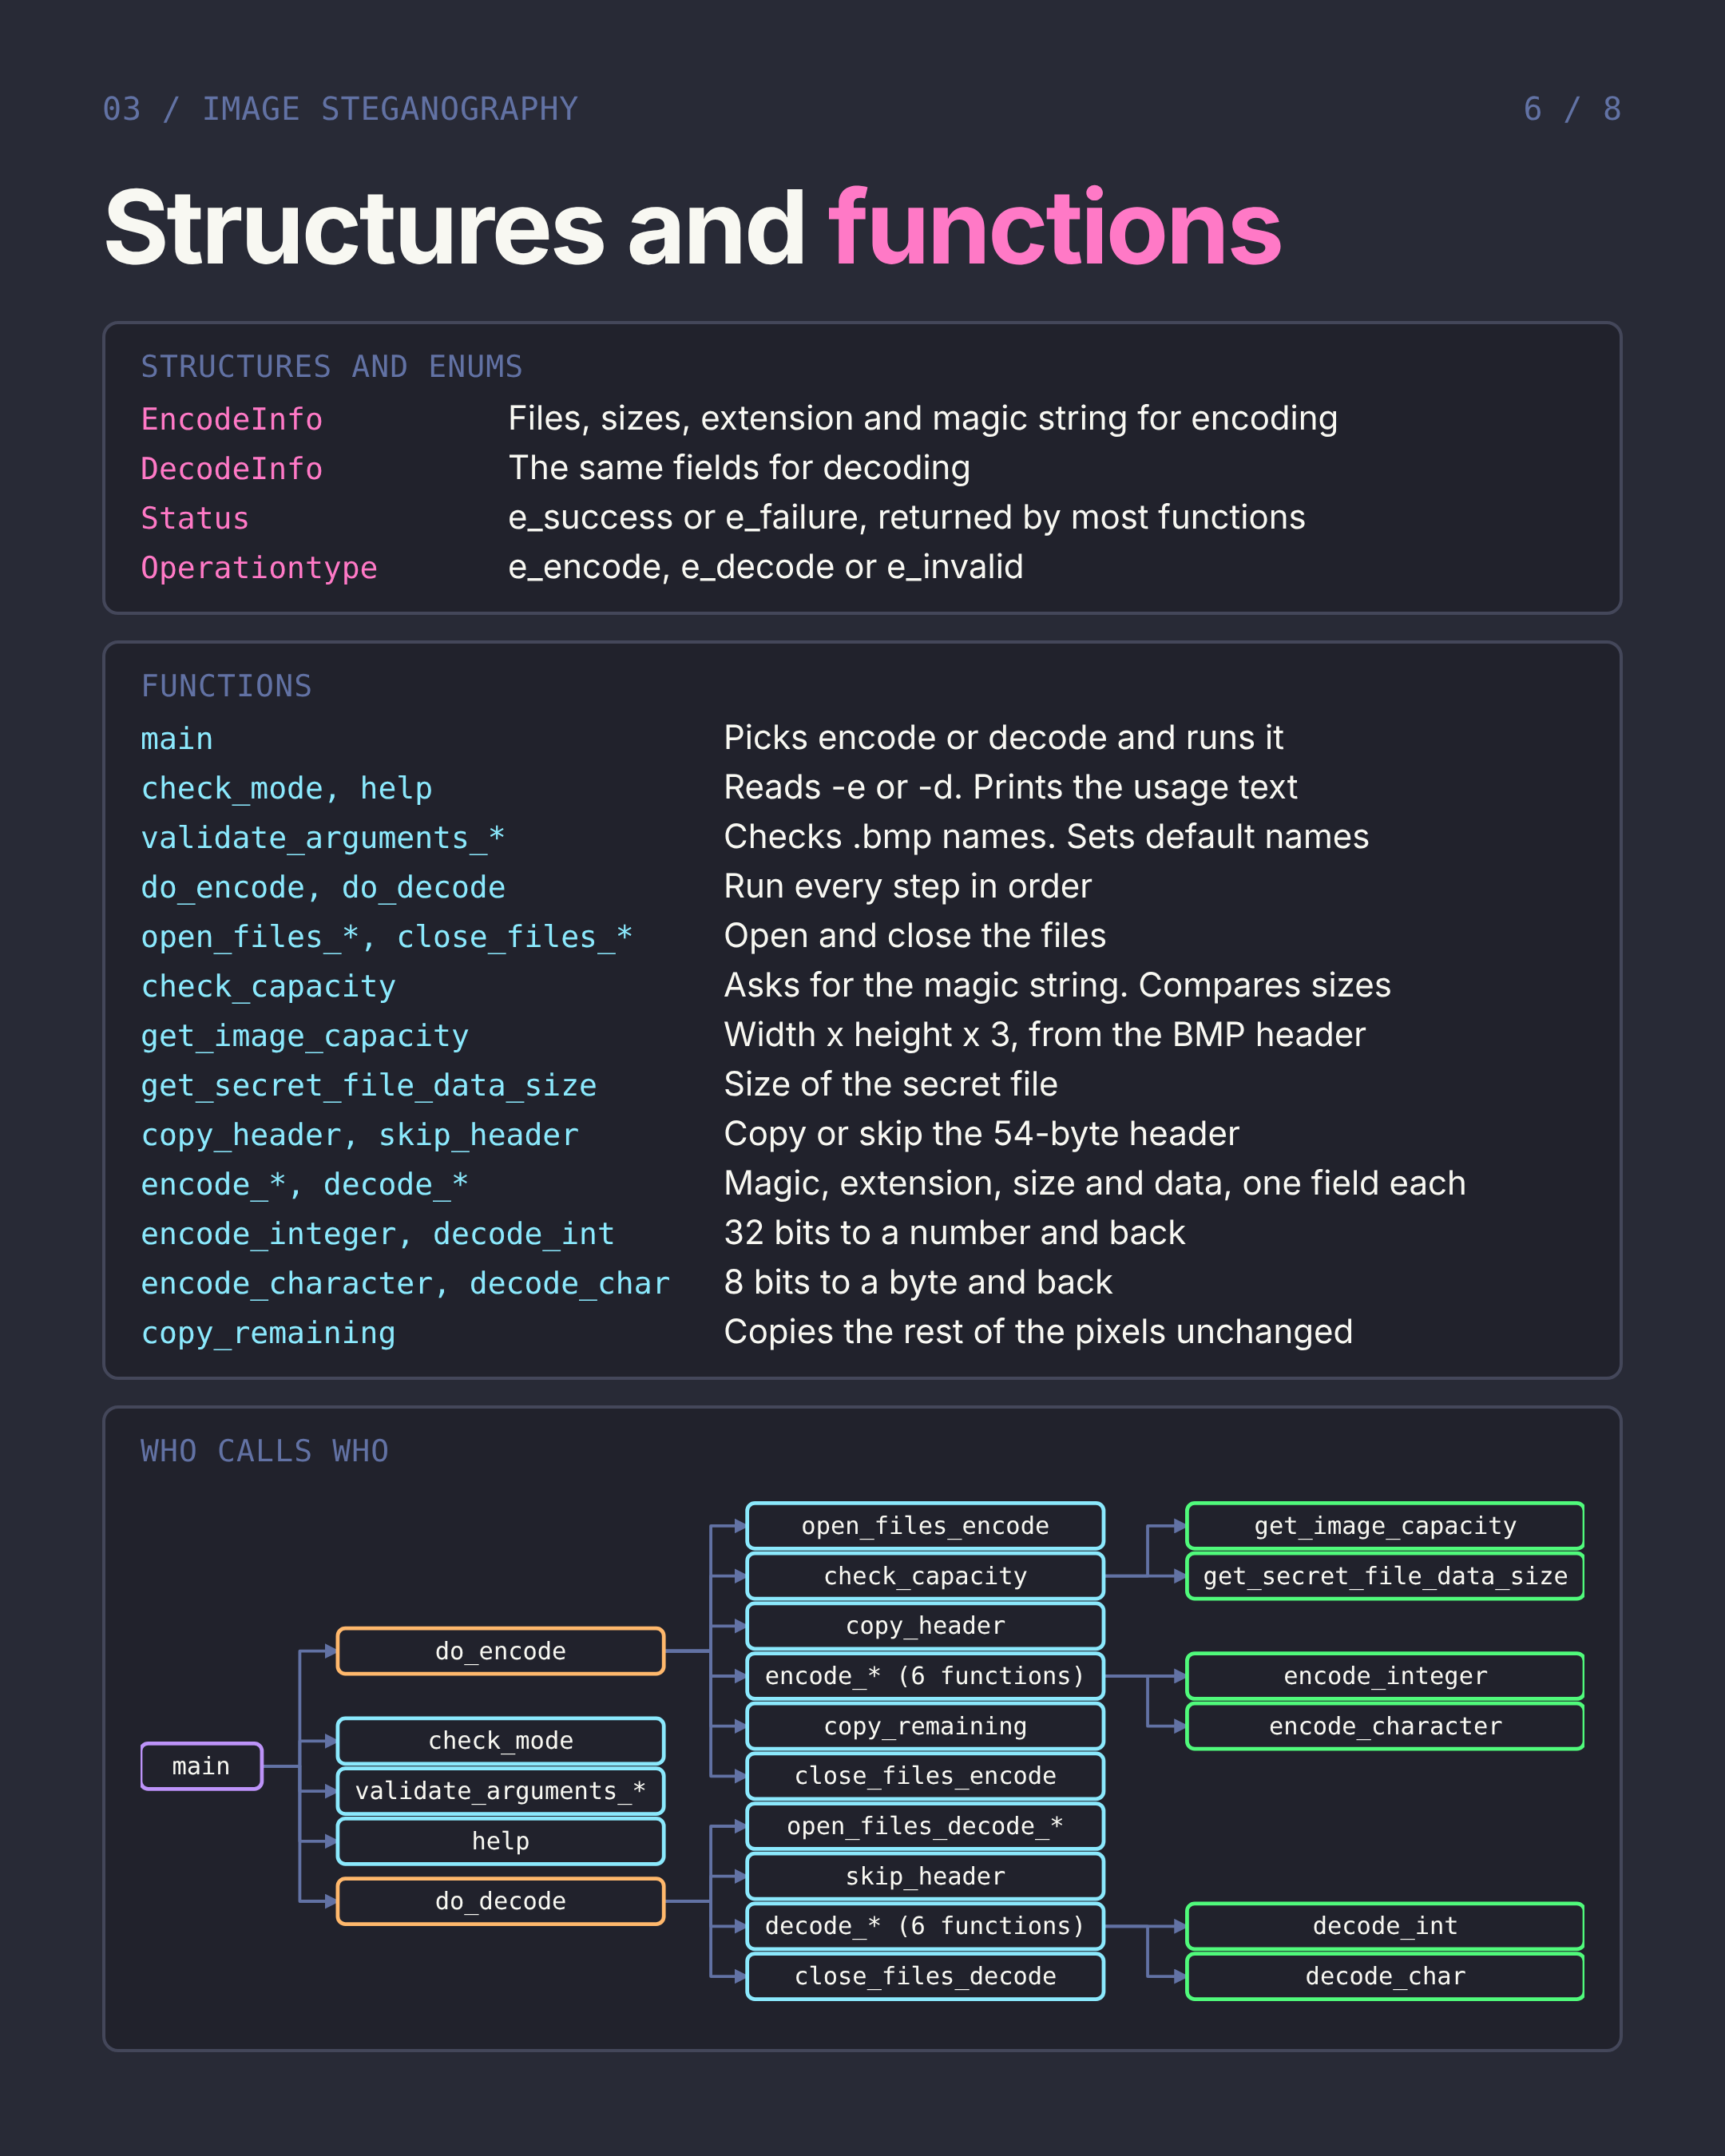 03 / IMAGE STEGANOGRAPHY
6 / 8
Structures and functions
STRUCTURES AND ENUMS
EncodeInfo Files, sizes, extension and magic string for encoding
DecodeInfo The same fields for decoding
Status e_success or e_failure, returned by most functions
Operationtype e_encode, e_decode or e_invalid
FUNCTIONS
main Picks encode or decode and runs it
check_mode, help Reads -e or -d. Prints the usage text
validate_arguments_* Checks .bmp names. Sets default names
do_encode, do_decode Run every step in order
open_files_*, close_files_* Open and close the files
check_capacity Asks for the magic string. Compares sizes
get_image_capacity Width x height x 3, from the BMP header
get_secret_file_data_size Size of the secret file
copy_header, skip_header Copy or skip the 54-byte header
encode_*, decode_* Magic, extension, size and data, one field each
encode_integer, decode_int 32 bits to a number and back
encode_character, decode_char 8 bits to a byte and back
copy_remaining Copies the rest of the pixels unchanged
WHO CALLS WHO
main
do_encode
check_mode
validate_arguments_*
help
do_decode
open_files_encode
check_capacity
copy_header
encode_* (6 functions)
copy_remaining
close_files_encode
open_files_decode_*
skip_header
decode_* (6 functions)
close_files_decode
get_image_capacity
get_secret_file_data_size
encode_integer
encode_character
decode_int
decode_char